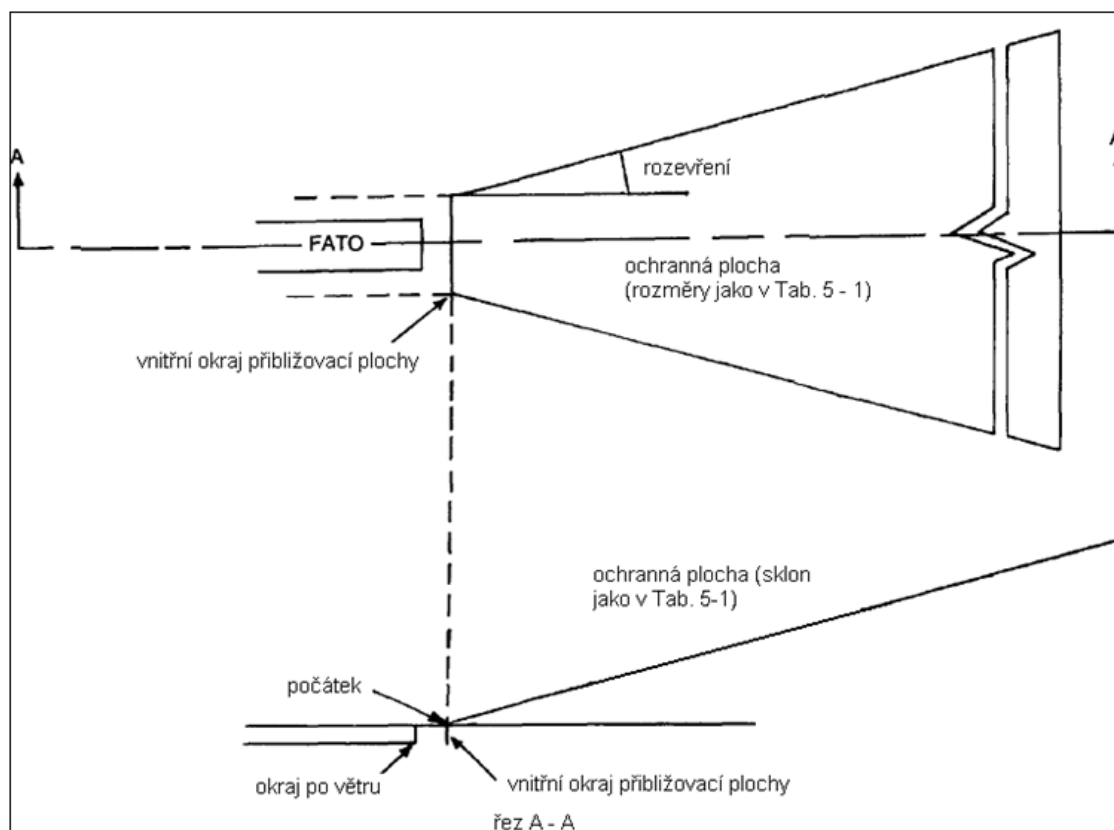 A
A
rozevření
FATO
ochranná plocha
(rozměry jako v Tab. 5 - 1)
vnitřní okraj přibližovací plochy
ochranná plocha (sklon
jako v Tab. 5-1)
počátek
okraj po větru
vnitřní okraj přibližovací plochy
řez A - A